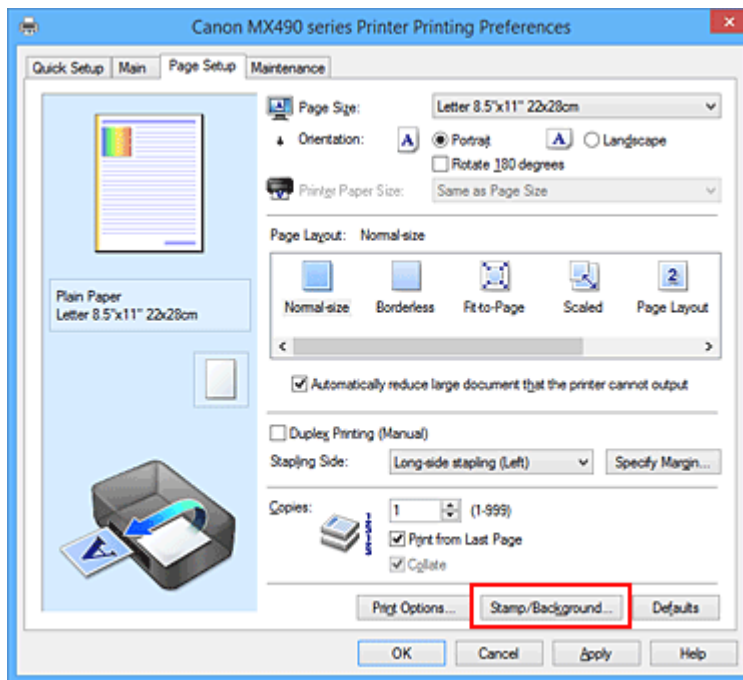 Canon MX490 series Printer Printing Preferences
Quick Setup Main Page Setup Maintenance
Page Size: Letter 8.5"x11" 22x28cm
Orientation: A Portrait A Landscape
Rotate 180 degrees
Printer Paper Size: Same as Page Size
Page Layout: Normal-size
2
Normal-size Borderless Fit-to-Page Scaled Page Layout
Plain Paper
Letter 8.5"x11" 22x28cm
Automatically reduce large document that the printer cannot output
Duplex Printing (Manual)
Stapling Side: Long-side stapling (Left) Specify Margin...
Copies: 1 (1-999)
Print from Last Page
Collate
A
Print Options... Stamp/Background... Defaults
OK Cancel Apply Help